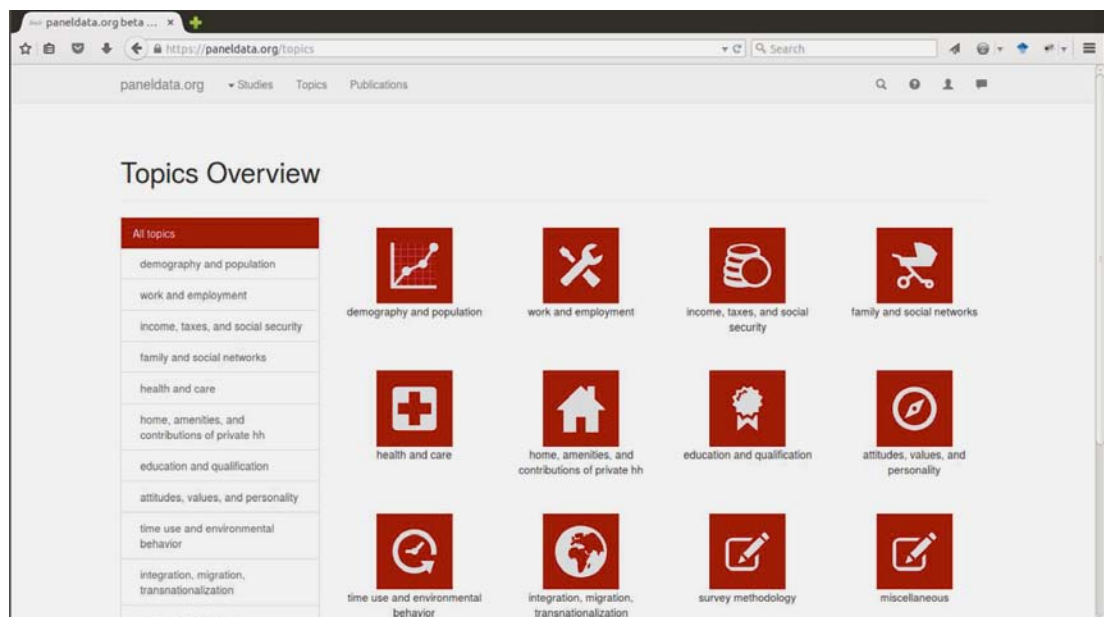 paneldata.org beta ...
https://paneldata.org/topics
Search
paneldata.org
Studies
Topics
Publications
Topics Overview
All topics
demography and population
work and employment
income, taxes, and social security
family and social networks
health and care
home, amenities, and
contributions of private hh
education and qualification
attitudes, values, and personality
time use and environmental
behavior
integration, migration,
transnationalization
demography and population
work and employment
income, taxes, and social
security
family and social networks
health and care
home, amenities, and
contributions of private hh
education and qualification
attitudes, values, and
personality
time use and environmental
behavior
integration, migration,
transnationalization
survey methodology
miscellaneous